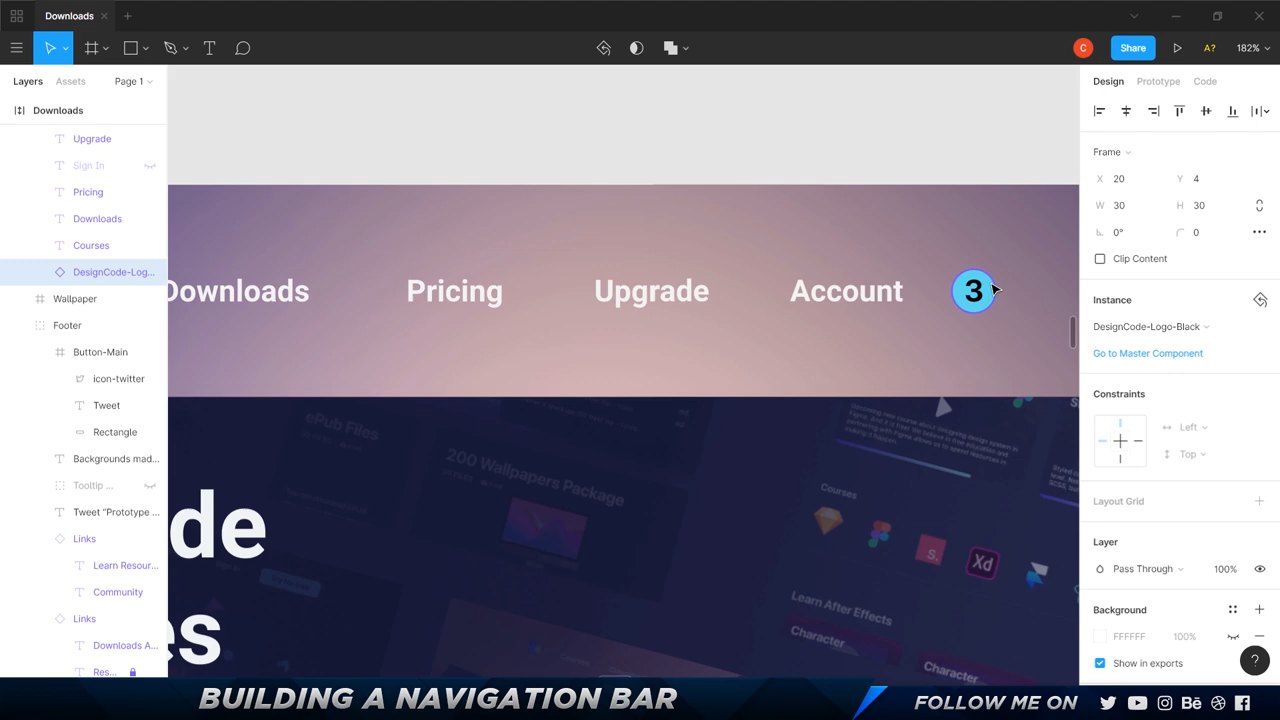 Downloads
C
Share
A?
182%
Layers
Assets
Page 1
Design
Prototype
Code
Downloads
Upgrade
Sign In
Pricing
Downloads
Courses
DesignCode-Log...
Wallpaper
Footer
Button-Main
icon-twitter
Tweet
Rectangle
Backgrounds mad...
Tooltip ...
Tweet “Prototype ...
Links
Learn Resour...
Community
Links
Downloads A...
Res...
Downloads
Pricing
Upgrade
Account
3
ePub Files
200 Wallpapers Package
Courses
S.
Xd
Learn After Effects
Character
Character
de
es
Frame
X 20 Y 4
W 30 H 30
0° 0
Clip Content
Instance
DesignCode-Logo-Black
Go to Master Component
Constraints
Left
Top
Layout Grid
Layer
Pass Through 100%
Background
FFFFFF 100%
Show in exports
?
BUILDING A NAVIGATION BAR
FOLLOW ME ON